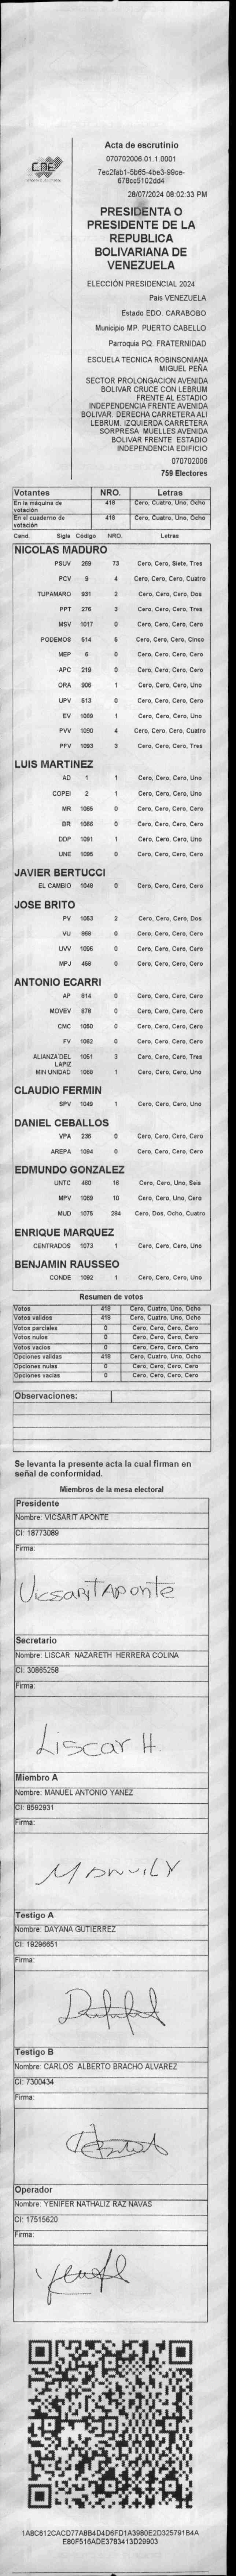 CNE
Acta de escrutinio
070702006.01.1.0001
7ec2fab1-5b65-4be3-99ce-
678cc5102dd4
28/07/2024 08:02:33 PM
PRESIDENTA O
PRESIDENTE DE LA
REPUBLICA
BOLIVARIANA DE
VENEZUELA
ELECCIÓN PRESIDENCIAL 2024
País VENEZUELA
Estado EDO. CARABOBO
Municipio MP. PUERTO CABELLO
Parroquia PQ. FRATERNIDAD
ESCUELA TECNICA ROBINSONIANA
MIGUEL PEÑA
SECTOR PROLONGACION AVENIDA
BOLIVAR CRUCE CON LEBRUM
FRENTE AL ESTADIO
INDEPENDENCIA FRENTE AVENIDA
BOLIVAR. DERECHA CARRETERA ALI
LEBRUM. IZQUIERDA CARRETERA
SORPRESA MUELLES AVENIDA
BOLIVAR FRENTE ESTADIO
INDEPENDENCIA EDIFICIO
070702006
759 Electores
Votantes NRO. Letras
En la máquina de votación 418 Cero, Cuatro, Uno, Ocho
En el cuaderno de votación 418 Cero, Cuatro, Uno, Ocho
Cand. Sigla Código NRO. Letras
NICOLAS MADURO
PSUV 269 73 Cero, Cero, Siete, Tres
PCV 9 4 Cero, Cero, Cero, Cuatro
TUPAMARO 931 2 Cero, Cero, Cero, Dos
PPT 276 3 Cero, Cero, Cero, Tres
MSV 1017 0 Cero, Cero, Cero, Cero
PODEMOS 514 5 Cero, Cero, Cero, Cinco
MEP 6 0 Cero, Cero, Cero, Cero
APC 219 0 Cero, Cero, Cero, Cero
ORA 906 1 Cero, Cero, Cero, Uno
UPV 513 0 Cero, Cero, Cero, Cero
EV 1089 1 Cero, Cero, Cero, Uno
PVV 1090 4 Cero, Cero, Cero, Cuatro
PFV 1093 3 Cero, Cero, Cero, Tres
LUIS MARTINEZ
AD 1 1 Cero, Cero, Cero, Uno
COPEI 2 1 Cero, Cero, Cero, Uno
MR 1065 0 Cero, Cero, Cero, Cero
BR 1066 0 Cero, Cero, Cero, Cero
DDP 1091 1 Cero, Cero, Cero, Uno
UNE 1095 0 Cero, Cero, Cero, Cero
JAVIER BERTUCCI
EL CAMBIO 1048 0 Cero, Cero, Cero, Cero
JOSE BRITO
PV 1053 2 Cero, Cero, Cero, Dos
VU 869 0 Cero, Cero, Cero, Cero
UVV 1096 0 Cero, Cero, Cero, Cero
MPJ 458 0 Cero, Cero, Cero, Cero
ANTONIO ECARRI
AP 814 0 Cero, Cero, Cero, Cero
MOVEV 878 0 Cero, Cero, Cero, Cero
CMC 1050 0 Cero, Cero, Cero, Cero
FV 1062 0 Cero, Cero, Cero, Cero
ALIANZA DEL LAPIZ 1051 3 Cero, Cero, Cero, Tres
MIN UNIDAD 1060 1 Cero, Cero, Cero, Uno
CLAUDIO FERMIN
SPV 1049 1 Cero, Cero, Cero, Uno
DANIEL CEBALLOS
VPA 236 0 Cero, Cero, Cero, Cero
AREPA 1094 0 Cero, Cero, Cero, Cero
EDMUNDO GONZALEZ
UNTC 460 16 Cero, Cero, Uno, Seis
MPV 1069 10 Cero, Cero, Uno, Cero
MUD 1075 284 Cero, Dos, Ocho, Cuatro
ENRIQUE MARQUEZ
CENTRADOS 1073 1 Cero, Cero, Cero, Uno
BENJAMIN RAUSSEO
CONDE 1092 1 Cero, Cero, Cero, Uno
Resumen de votos
Votos 418 Cero, Cuatro, Uno, Ocho
Votos validos 418 Cero, Cuatro, Uno, Ocho
Votos parciales 0 Cero, Cero, Cero, Cero
Votos nulos 0 Cero, Cero, Cero, Cero
Votos vacios 0 Cero, Cero, Cero, Cero
Opciones validas 418 Cero, Cuatro, Uno, Ocho
Opciones nulas 0 Cero, Cero, Cero, Cero
Opciones vacias 0 Cero, Cero, Cero, Cero
Observaciones:
Se levanta la presente acta la cual firman en
señal de conformidad.
Miembros de la mesa electoral
Presidente
Nombre: VICSARIT APONTE
CI: 18773089
Firma:
Vicsarit Aponte
Secretario
Nombre: LISCAR NAZARETH HERRERA COLINA
CI: 30865258
Firma:
Liscar H.
Miembro A
Nombre: MANUEL ANTONIO YANEZ
CI: 8592931
Firma:
Testigo A
Nombre: DAYANA GUTIERREZ
CI: 19296651
Firma:
Testigo B
Nombre: CARLOS ALBERTO BRACHO ALVAREZ
CI: 7300434
Firma:
Operador
Nombre: YENIFER NATHALIZ RAZ NAVAS
CI: 17515620
Firma:
1ABC612CACD77A8B4D4D6FD1A3980E2D325791B4A
E80F516ADE3783413D29903